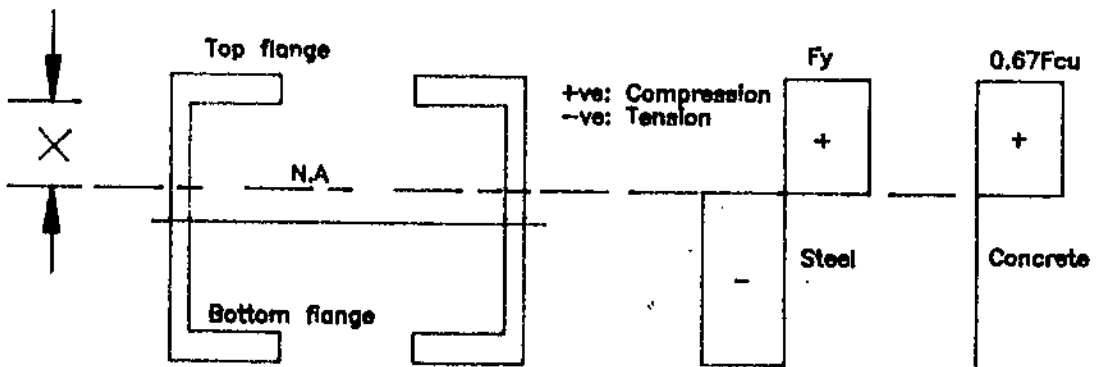 Top flange
Fy
0.67Fcu
+ve: Compression
-ve: Tension
+
+
X
N.A
Steel
Concrete
-
Bottom flange